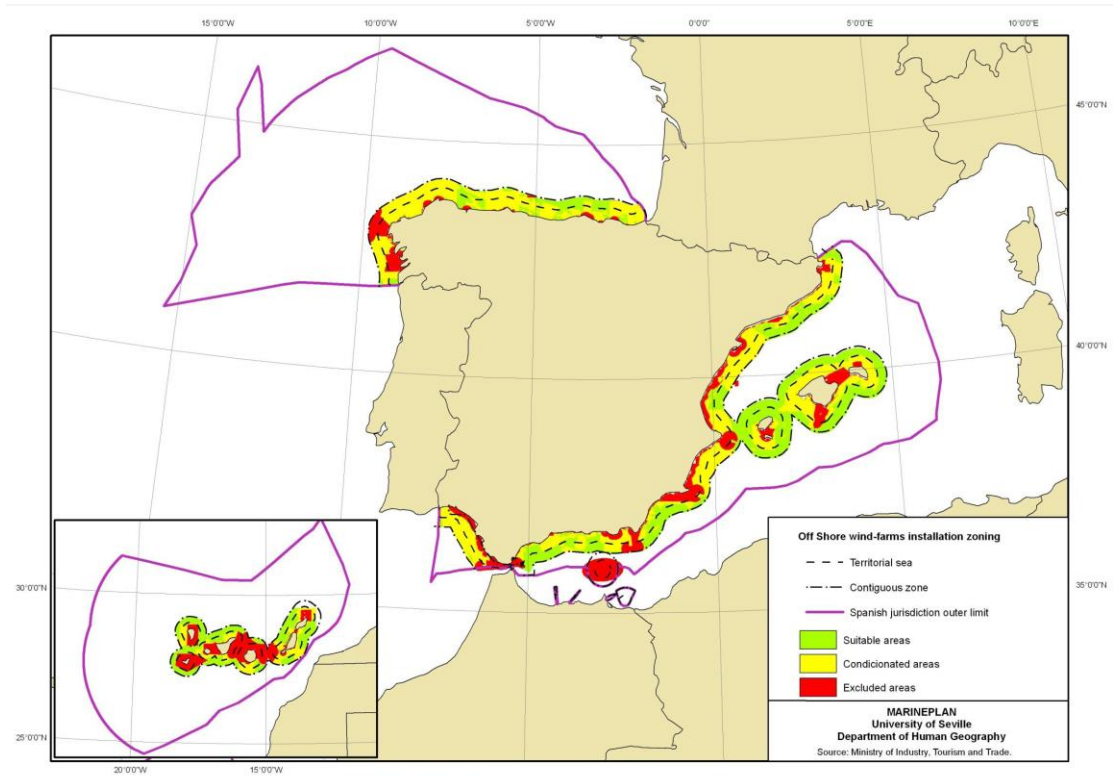 15°0'0"W 10°0'0"W 5°0'0"W 0°0'0" 5°0'0"E 10°0'0"E
45°0'0"N
40°0'0"N
35°0'0"N
30°0'0"N
25°0'0"N
20°0'0"W 15°0'0"W
Off Shore wind-farms installation zoning
Territorial sea
Contiguous zone
Spanish jurisdiction outer limit
Suitable areas
Condicionated areas
Excluded areas
MARINEPLAN
University of Seville
Department of Human Geography
Source: Ministry of Industry, Tourism and Trade.